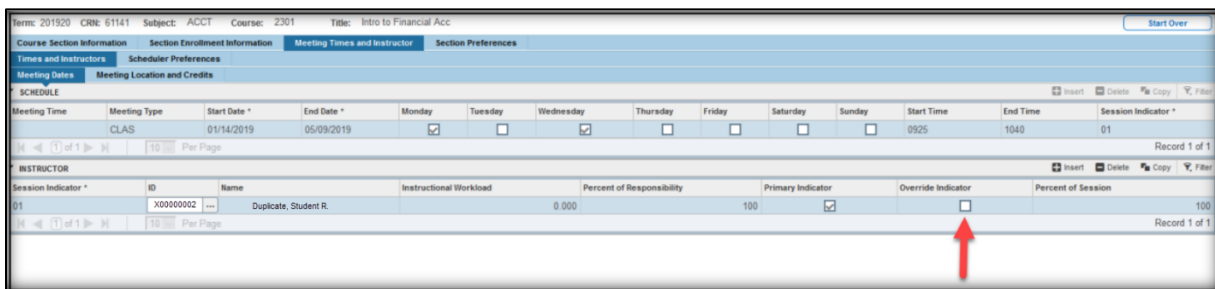 Term: 201920 CRN: 61141 Subject: ACCT Course: 2301 Title: Intro to Financial Acc Start Over
Course Section Information Section Enrollment Information Meeting Times and Instructor Section Preferences
Times and Instructors Scheduler Preferences
Meeting Dates Meeting Location and Credits
SCHEDULE Insert Delete Copy Filter
Meeting Time Meeting Type Start Date * End Date * Monday Tuesday Wednesday Thursday Friday Saturday Sunday Start Time End Time Session Indicator *
CLAS 01/14/2019 05/09/2019 0925 1040 01
1 of 1 10 Per Page Record 1 of 1
INSTRUCTOR Insert Delete Copy Filter
Session Indicator * ID Name Instructional Workload Percent of Responsibility Primary Indicator Override Indicator Percent of Session
01 X00000002 ... Duplicate, Student R. 0.000 100 100
1 of 1 10 Per Page Record 1 of 1